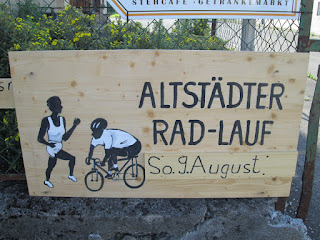 STEHCAFE · GETRÄNKEMARKT
ALTSTÄDTER
RAD-LAUF
So. 9. August.